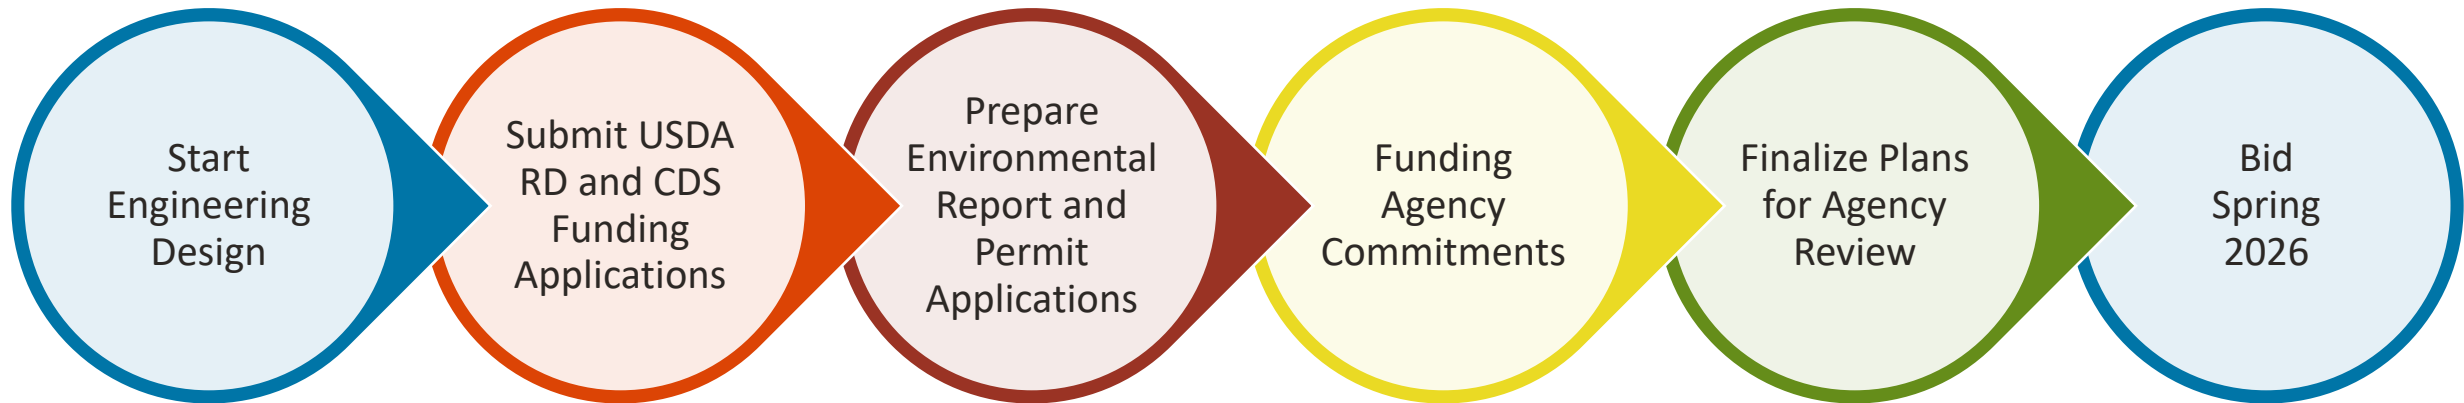 Start
Engineering
Design
Submit USDA
RD and CDS
Funding
Applications
Prepare
Environmental
Report and
Permit
Applications
Funding
Agency
Commitments
Finalize Plans
for Agency
Review
Bid
Spring
2026